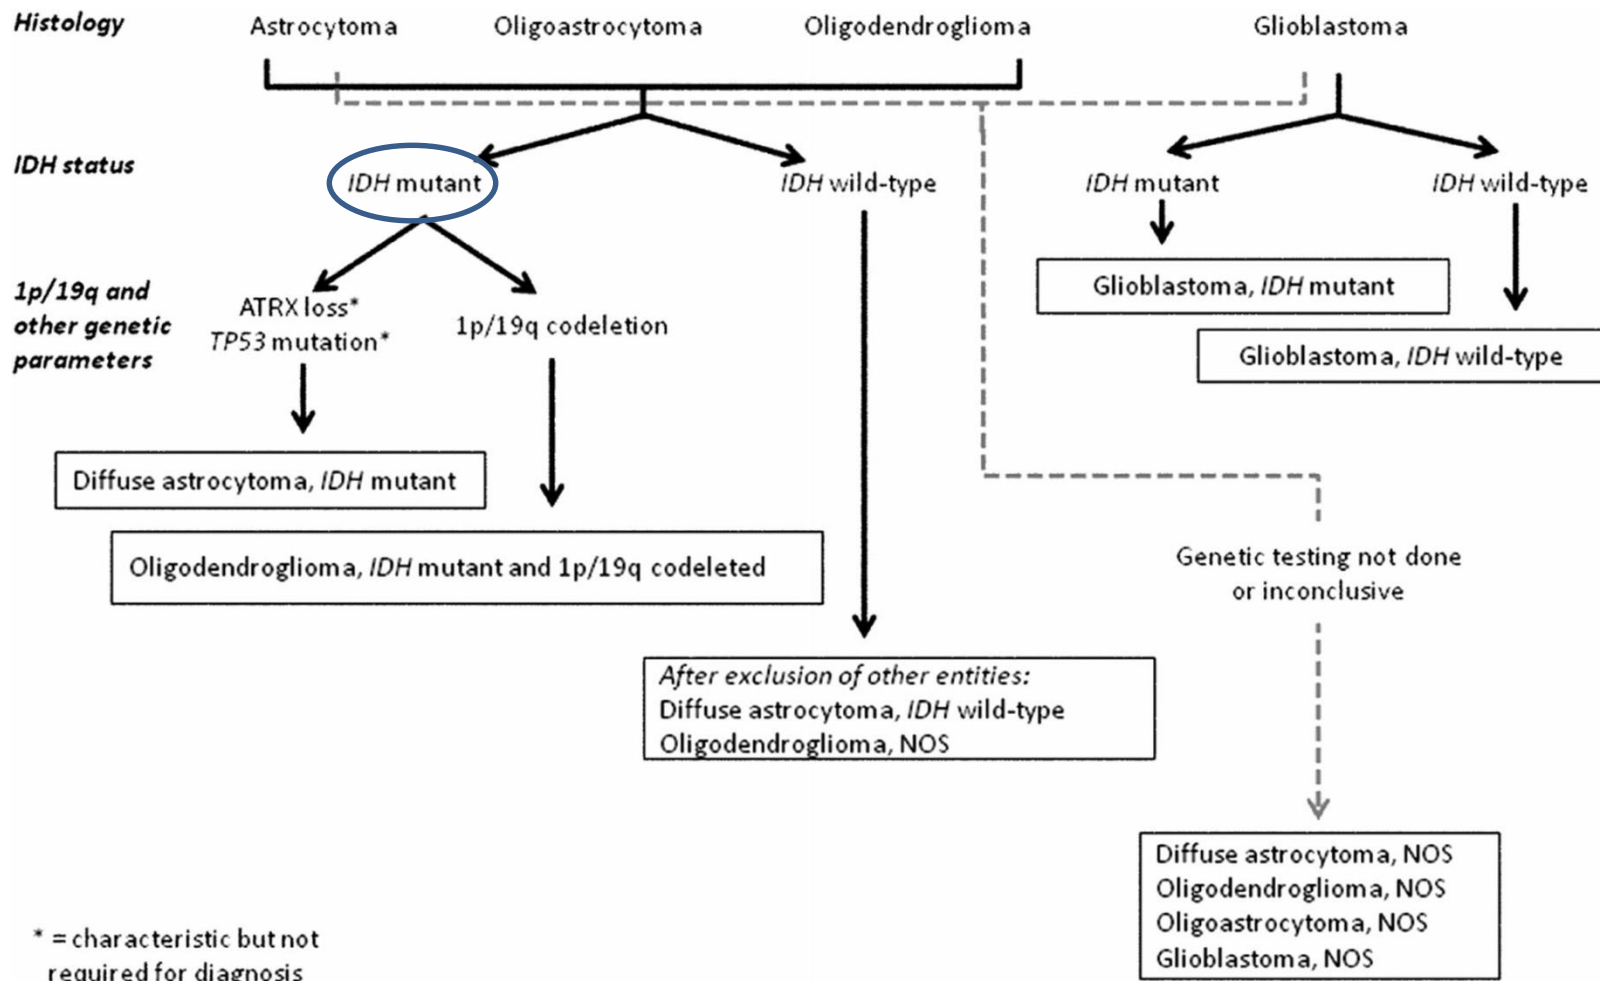 Histology
Astrocytoma
Oligoastrocytoma
Oligodendroglioma
Glioblastoma
IDH status
IDH mutant
IDH wild-type
IDH mutant
IDH wild-type
1p/19q and
other genetic
parameters
ATRX loss*
TP53 mutation*
1p/19q codeletion
Glioblastoma, IDH mutant
Glioblastoma, IDH wild-type
Diffuse astrocytoma, IDH mutant
Oligodendroglioma, IDH mutant and 1p/19q codeleted
Genetic testing not done
or inconclusive
After exclusion of other entities:
Diffuse astrocytoma, IDH wild-type
Oligodendroglioma, NOS
Diffuse astrocytoma, NOS
Oligodendroglioma, NOS
Oligoastrocytoma, NOS
Glioblastoma, NOS
* = characteristic but not
required for diagnosis